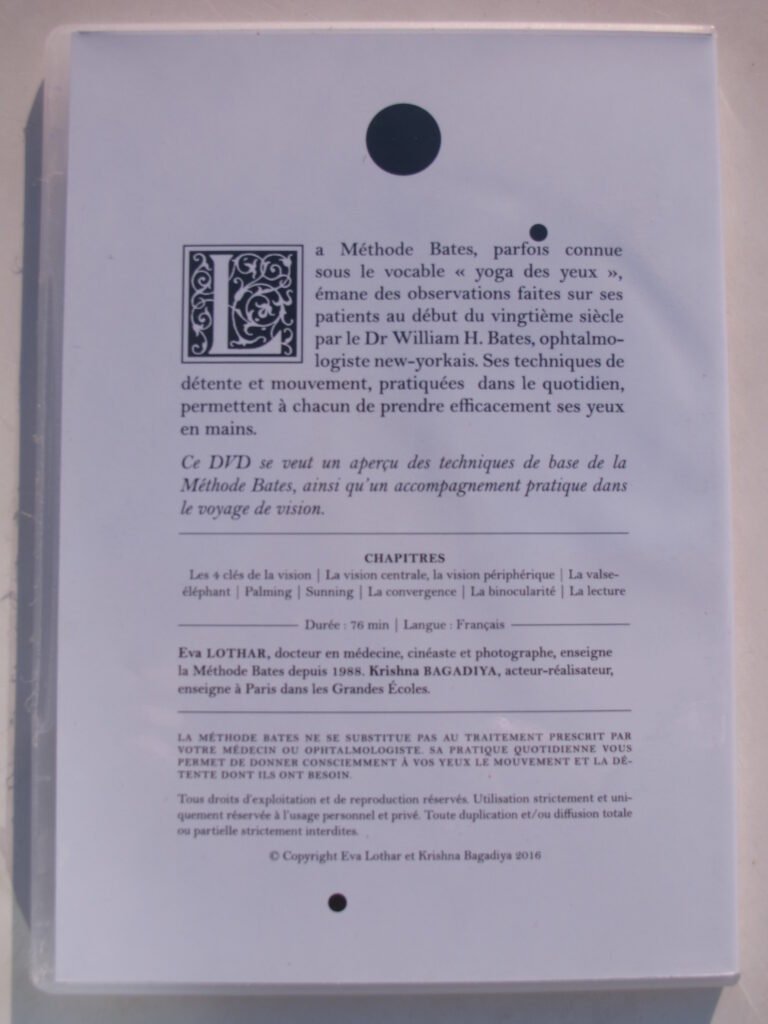 La Méthode Bates, parfois connue
sous le vocable « yoga des yeux »,
émane des observations faites sur ses
patients au début du vingtième siècle
par le Dr William H. Bates, ophtalmo-
logiste new-yorkais. Ses techniques de
détente et mouvement, pratiquées dans le quotidien,
permettent à chacun de prendre efficacement ses yeux
en mains.
Ce DVD se veut un aperçu des techniques de base de la
Méthode Bates, ainsi qu'un accompagnement pratique dans
le voyage de vision.
CHAPITRES
Les 4 clés de la vision | La vision centrale, la vision périphérique | La valse-
éléphant | Palming | Sunning | La convergence | La binocularité | La lecture
Durée : 76 min | Langue : Français
Eva LOTHAR, docteur en médecine, cinéaste et photographe, enseigne
la Méthode Bates depuis 1988. Krishna BAGADIYA, acteur-réalisateur,
enseigne à Paris dans les Grandes Écoles.
LA MÉTHODE BATES NE SE SUBSTITUE PAS AU TRAITEMENT PRESCRIT PAR
VOTRE MÉDECIN OU OPHTALMOLOGISTE. SA PRATIQUE QUOTIDIENNE VOUS
PERMET DE DONNER CONSCIEMMENT À VOS YEUX LE MOUVEMENT ET LA DÉ-
TENTE DONT ILS ONT BESOIN.
Tous droits d'exploitation et de reproduction réservés. Utilisation strictement et uni-
quement réservée à l'usage personnel et privé. Toute duplication et/ou diffusion totale
ou partielle strictement interdites.
© Copyright Eva Lothar et Krishna Bagadiya 2016